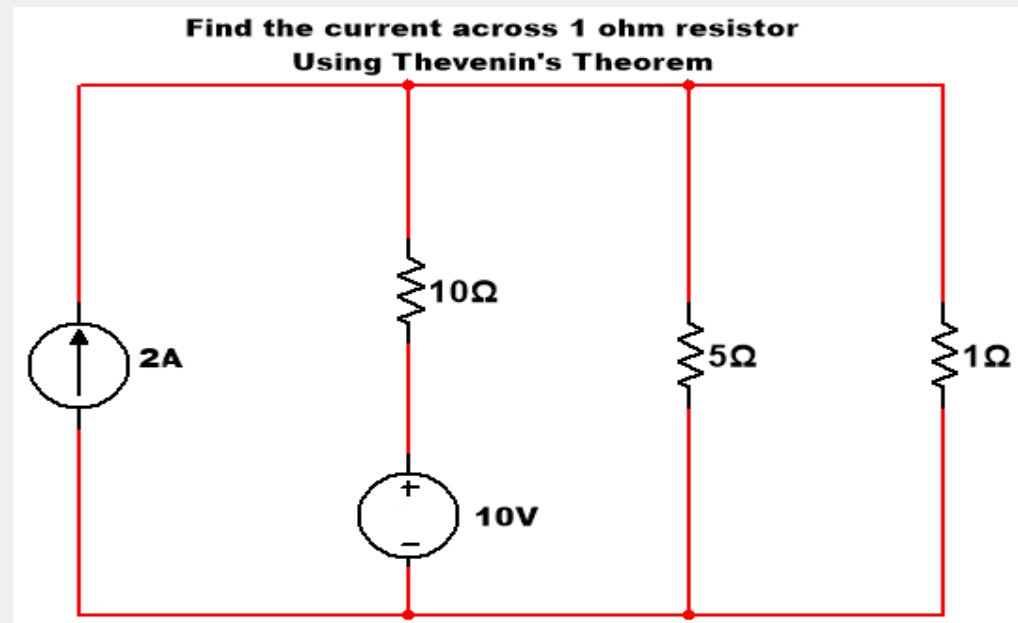 Find the current across 1 ohm resistor
Using Thevenin's Theorem
10Ω
2A
5Ω
1Ω
+
10V
−